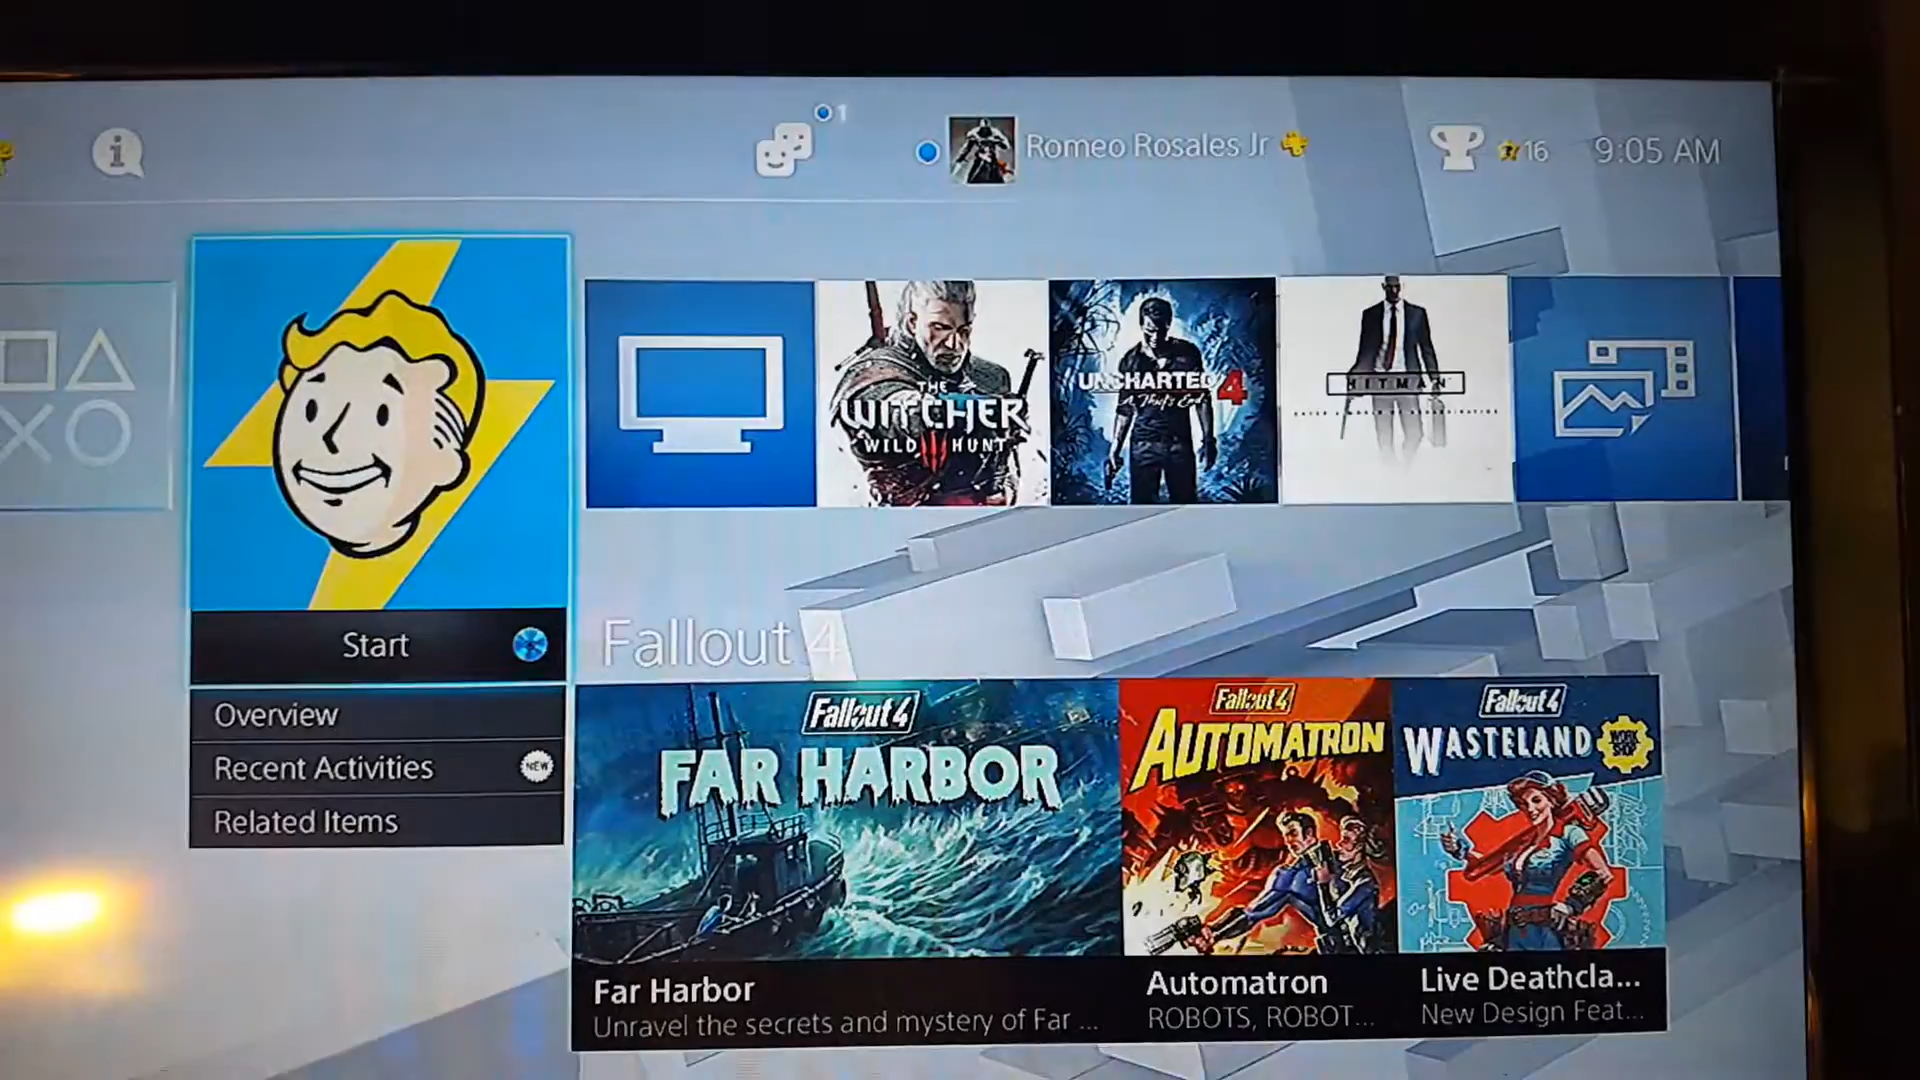 1
Romeo Rosales Jr
16
9:05 AM
THE
WITCHER
WILD HUNT
UNCHARTED 4
A Thief's End
HITMAN
Start
Fallout 4
Overview
Recent Activities
NEW
Related Items
Fallout 4
FAR HARBOR
Fallout 4
AUTOMATRON
Fallout 4
WASTELAND
WORK
SHOP
Far Harbor
Unravel the secrets and mystery of Far ...
Automatron
ROBOTS, ROBOT...
Live Deathcla...
New Design Feat...